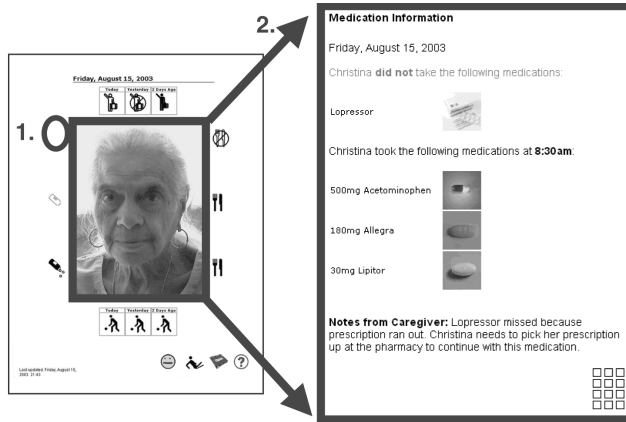 2.
Medication Information
Friday, August 15, 2003
Christina did not take the following medications:
Lopressor
Christina took the following medications at 8:30am:
500mg Acetominophen
180mg Allegra
30mg Lipitor
Notes from Caregiver: Lopressor missed because
prescription ran out. Christina needs to pick her prescription
up at the pharmacy to continue with this medication.
Friday, August 15, 2003
Today Yesterday 2 Days Ago
1.
Today Yesterday 2 Days Ago
?
Last updated: Friday, August 15,
2003 21:43